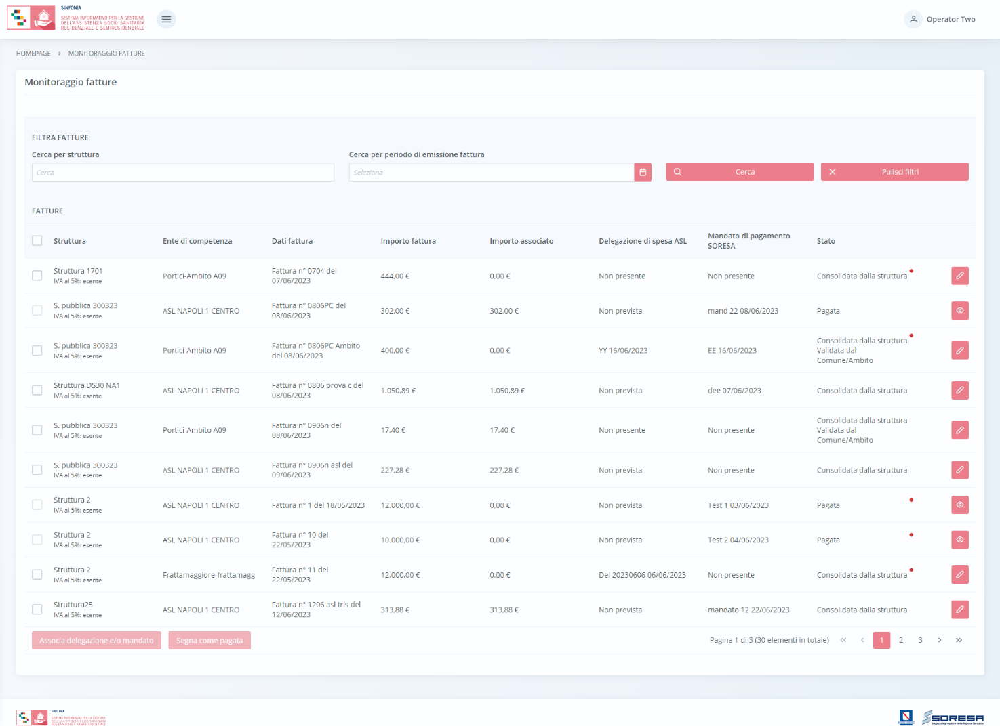 SINFONIA
SISTEMA INFORMATIVO PER LA GESTIONE
DELL'ASSISTENZA SOCIO SANITARIA
RESIDENZIALE E SEMIRESIDENZIALE
Operator Two
HOMEPAGE > MONITORAGGIO FATTURE
Monitoraggio fatture
FILTRA FATTURE
Cerca per struttura
Cerca per periodo di emissione fattura
Cerca
Seleziona
Cerca
Pulisci filtri
FATTURE
Struttura
Ente di competenza
Dati fattura
Importo fattura
Importo associato
Delegazione di spesa ASL
Mandato di pagamento
SORESA
Stato
Struttura 1701
IVA al 5%: esente
Portici-Ambito A09
Fattura n° 0704 del
07/06/2023
444,00 €
0,00 €
Non presente
Non presente
Consolidata dalla struttura
S. pubblica 300323
IVA al 5%: esente
ASL NAPOLI 1 CENTRO
Fattura n° 0806PC del
08/06/2023
302,00 €
302,00 €
Non prevista
mand 22 08/06/2023
Pagata
S. pubblica 300323
IVA al 5%: esente
Portici-Ambito A09
Fattura n° 0806PC Ambito
del 08/06/2023
400,00 €
0,00 €
YY 16/06/2023
EE 16/06/2023
Consolidata dalla struttura
Validata dal
Comune/Ambito
Struttura DS30 NA1
IVA al 5%: esente
ASL NAPOLI 1 CENTRO
Fattura n° 0806 prova c del
08/06/2023
1.050,89 €
1.050,89 €
Non prevista
dee 07/06/2023
Consolidata dalla struttura
S. pubblica 300323
IVA al 5%: esente
Portici-Ambito A09
Fattura n° 0906n del
08/06/2023
17,40 €
17,40 €
Non presente
Non presente
Consolidata dalla struttura
Validata dal
Comune/Ambito
S. pubblica 300323
IVA al 5%: esente
ASL NAPOLI 1 CENTRO
Fattura n° 0906n asl del
09/06/2023
227,28 €
227,28 €
Non prevista
Non presente
Consolidata dalla struttura
Struttura 2
IVA al 5%: esente
ASL NAPOLI 1 CENTRO
Fattura n° 1 del 18/05/2023
12.000,00 €
0,00 €
Non prevista
Test 1 03/06/2023
Pagata
Struttura 2
IVA al 5%: esente
ASL NAPOLI 1 CENTRO
Fattura n° 10 del
22/05/2023
10.000,00 €
0,00 €
Non prevista
Test 2 04/06/2023
Pagata
Struttura 2
IVA al 5%: esente
Frattamaggiore-frattamagg
Fattura n° 11 del
22/05/2023
12.000,00 €
0,00 €
Del 20230606 06/06/2023
Non presente
Consolidata dalla struttura
Struttura25
IVA al 5%: esente
ASL NAPOLI 1 CENTRO
Fattura n° 1206 asl tris del
12/06/2023
313,88 €
313,88 €
Non prevista
mandato 12 22/06/2023
Consolidata dalla struttura
Associa delegazione e/o mandato
Segna come pagata
Pagina 1 di 3 (30 elementi in totale) « < 1 2 3 > »
SINFONIA
SISTEMA INFORMATIVO PER LA GESTIONE
DELL'ASSISTENZA SOCIO SANITARIA
RESIDENZIALE E SEMIRESIDENZIALE
SORESA